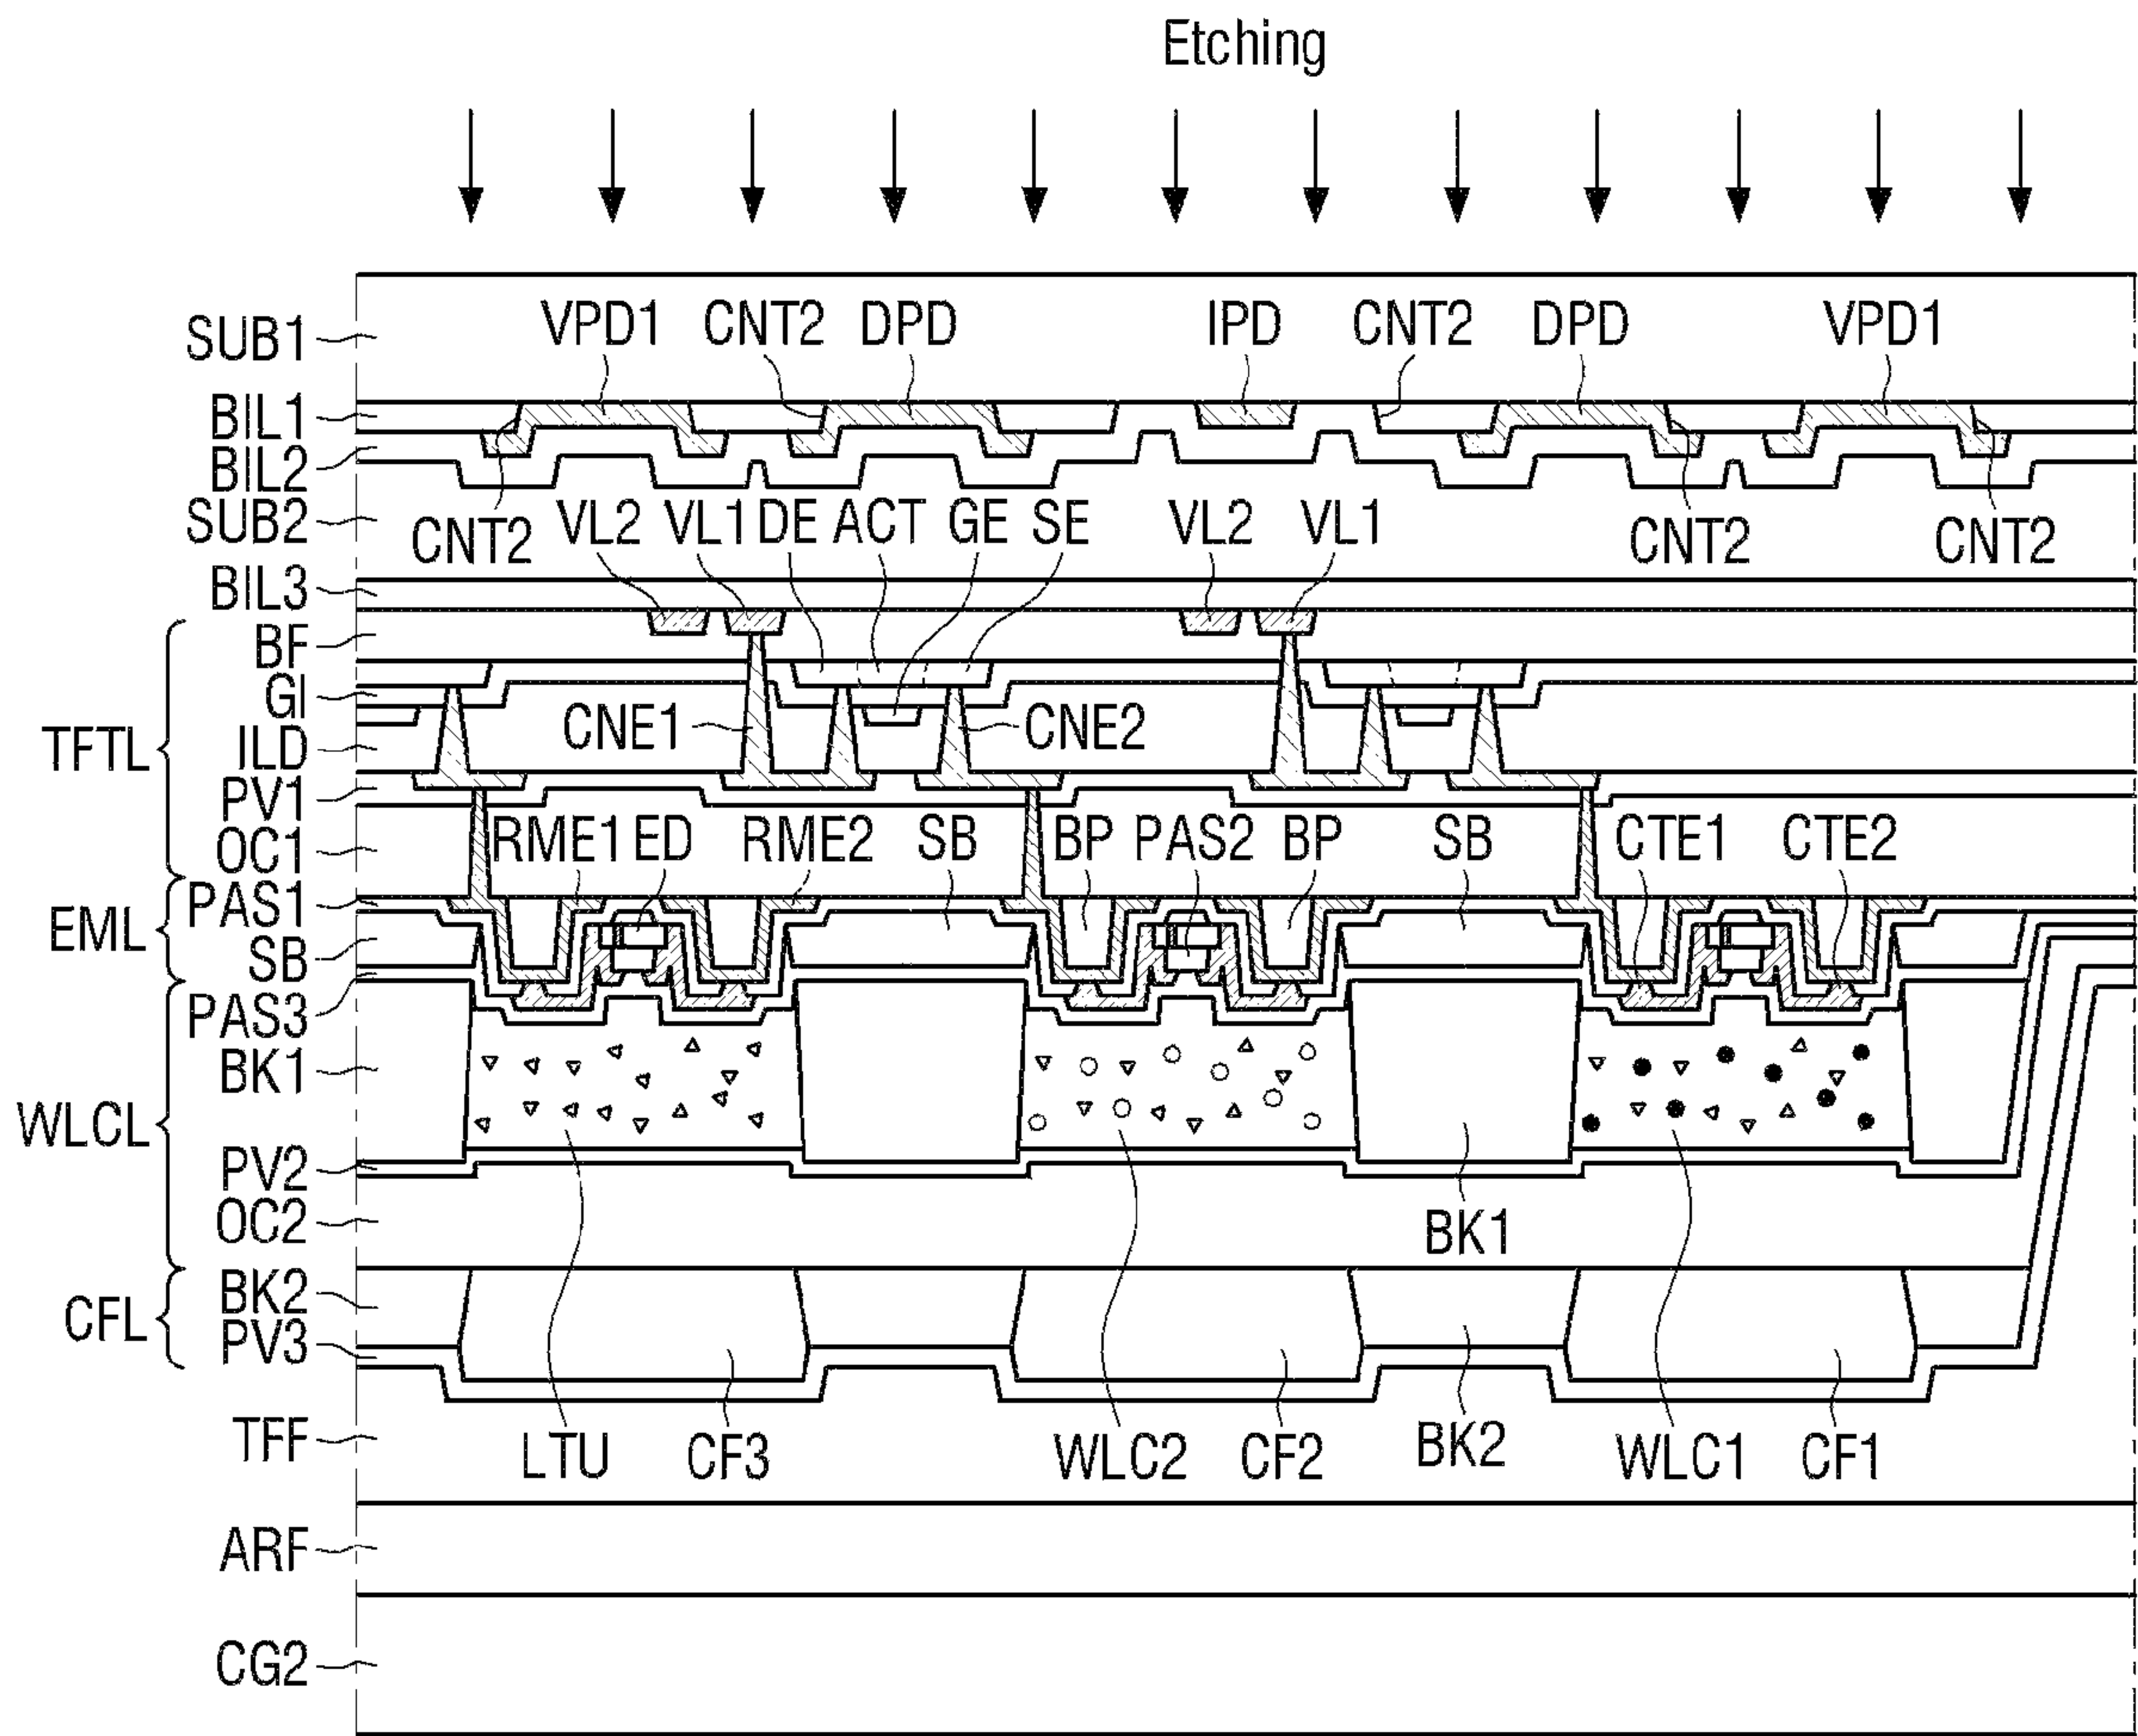 Etching
SUB1 VPD1 CNT2 DPD IPD CNT2 DPD VPD1
BIL1
BIL2
SUB2 CNT2 VL2 VL1 DE ACT GE SE VL2 VL1 CNT2 CNT2
BIL3
TFTL BF
GI
ILD CNE1 CNE2
PV1
OC1 RME1 ED RME2 SB BP PAS2 BP SB CTE1 CTE2
EML PAS1
SB
PAS3
WLCL BK1
PV2
OC2 BK1
CFL BK2
PV3
TFF LTU CF3 WLC2 CF2 BK2 WLC1 CF1
ARF
CG2